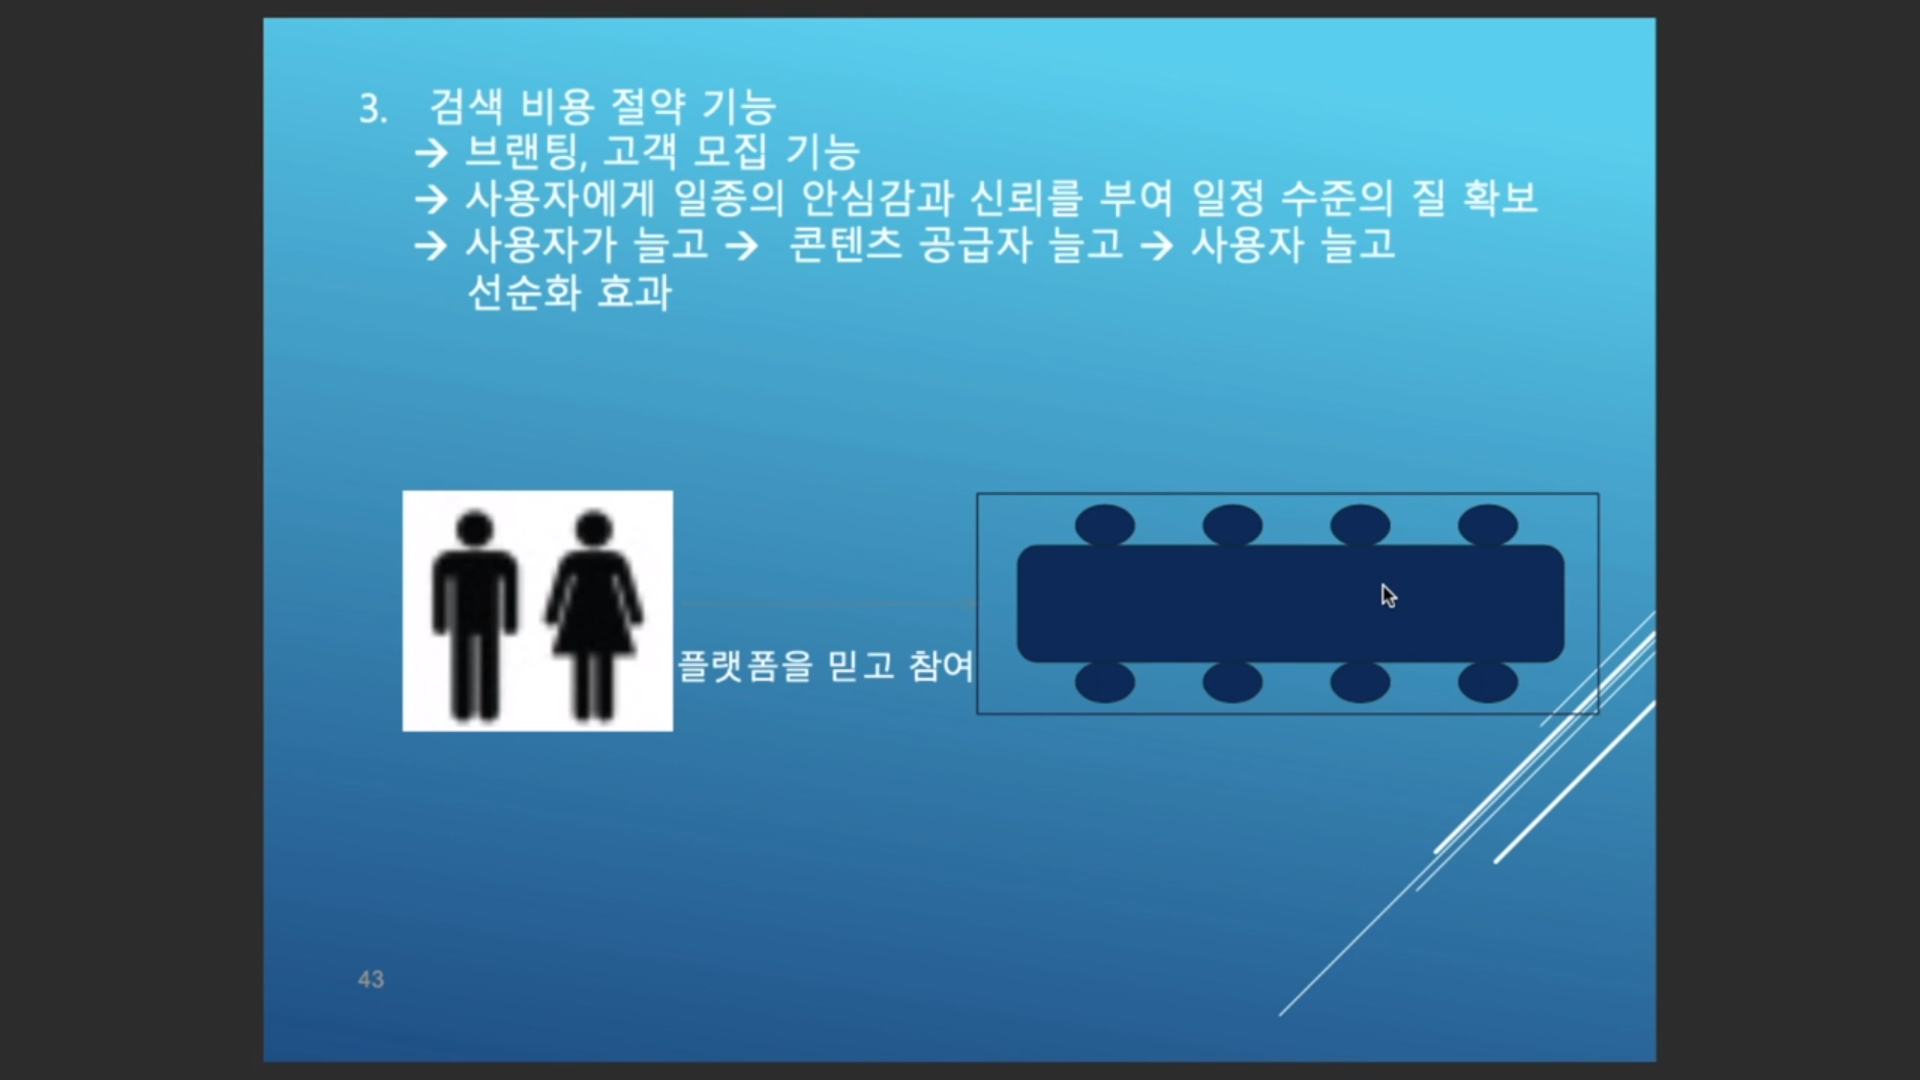 3. 검색 비용 절약 기능
→ 브랜팅, 고객 모집 기능
→ 사용자에게 일종의 안심감과 신뢰를 부여 일정 수준의 질 확보
→ 사용자가 늘고 → 콘텐츠 공급자 늘고 → 사용자 늘고
선순화 효과
플랫폼을 믿고 참여
43